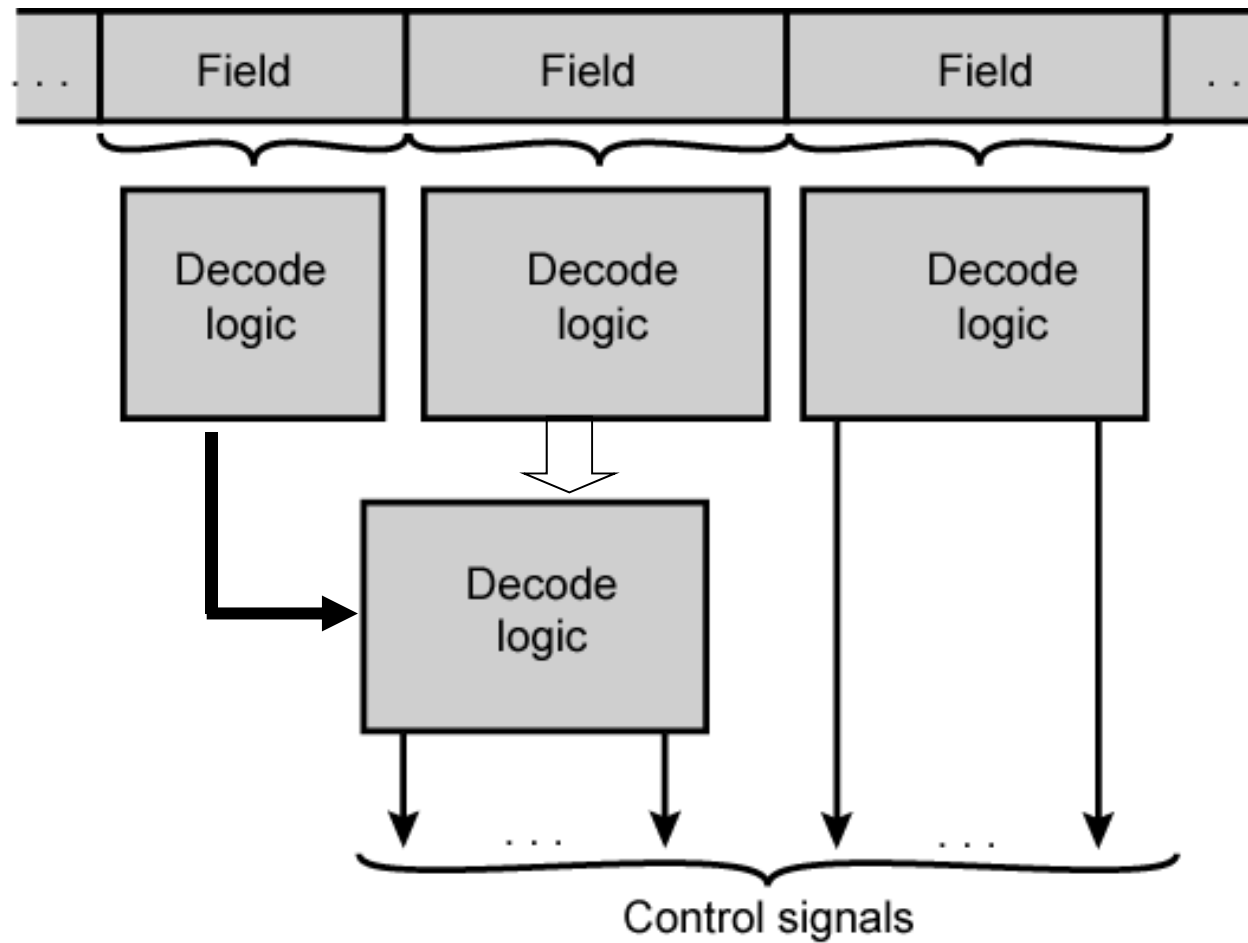 . . . Field Field Field . .
Decode Decode Decode
logic logic logic
Decode
logic
. . . . . .
Control signals